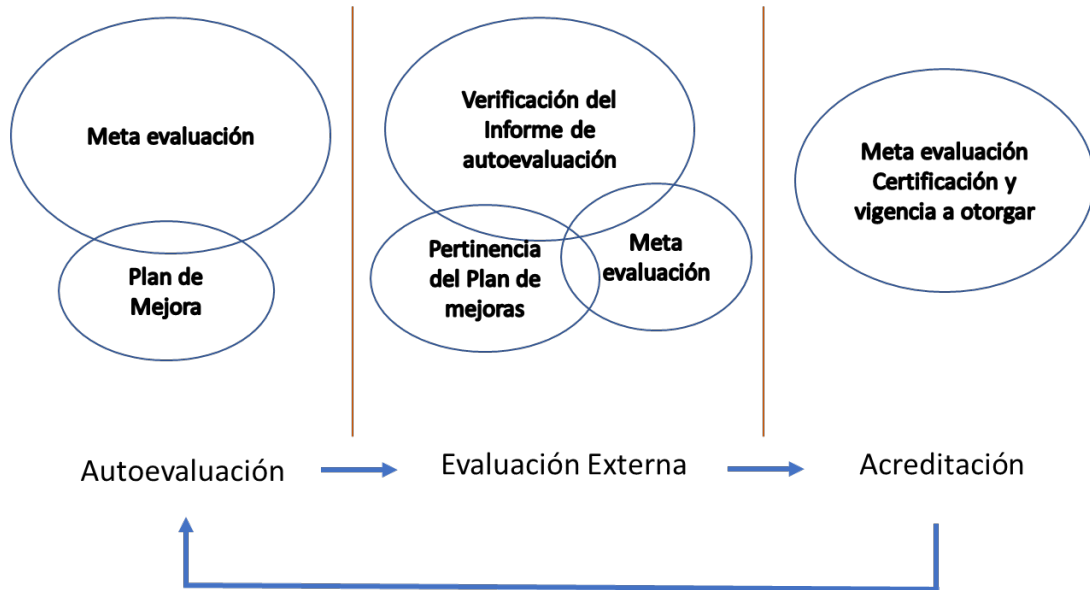 Meta evaluación
Plan de
Mejora
Verificación del
Informe de
autoevaluación
Pertinencia
del Plan de
mejoras
Meta
evaluación
Meta evaluación
Certificación y
vigencia a otorgar
Autoevaluación
Evaluación Externa
Acreditación